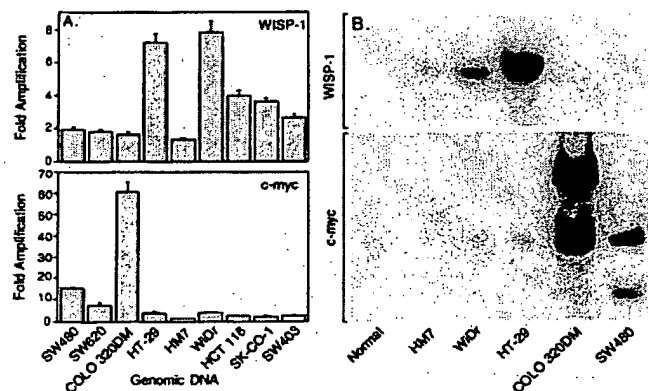 A.
WISP-1
Fold Amplification
8
6
4
2
0
c-myc
Fold Amplification
70
60
50
40
30
20
10
0
SW480
SW620
COLO 320DM
HT-29
HM7
WiDr
HCT 116
SK-CO-1
SW403
Genomic DNA
B.
WISP-1
c-myc
Normal
HM7
WiDr
HT-29
COLO 320DM
SW480